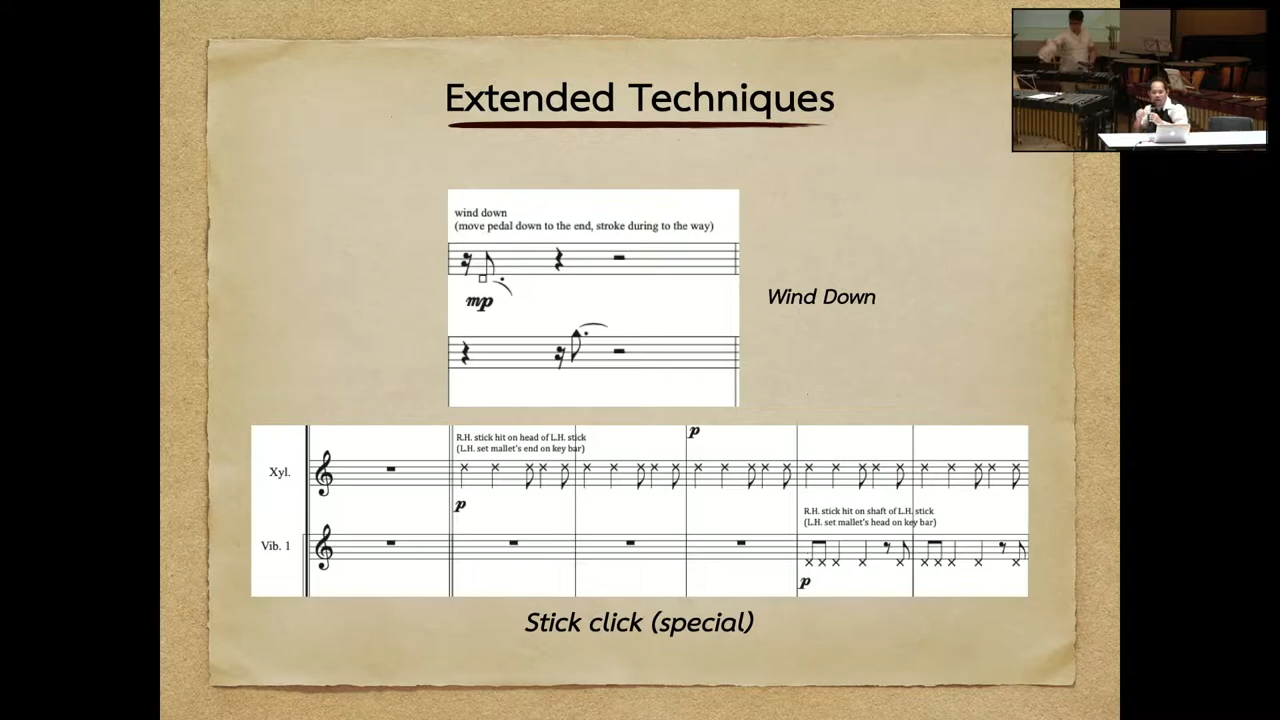 Extended Techniques
wind down
(move pedal down to the end, stroke during to the way)
mp
Wind Down
R.H. stick hit on head of L.H. stick
(L.H. set mallet's end on key bar)
p
Xyl.
p
R.H. stick hit on shaft of L.H. stick
(L.H. set mallet's head on key bar)
Vib. 1
p
Stick click (special)